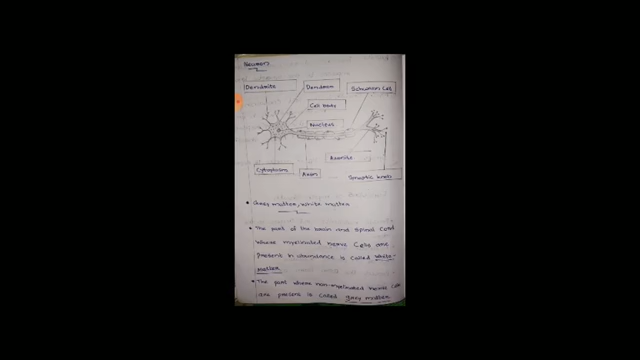 Neurons
Dendrite
Dendron
Schwann Cell
Cell body
Nucleus
Axonite
Cytoplasm
Axon
Synaptic knob
Grey matter, white matter
The part of the brain and spinal cord
where myelinated nerve Cells are
Present in abundance is called white
matter
The part where non-myelinated nerve Cells
are present is called grey matter